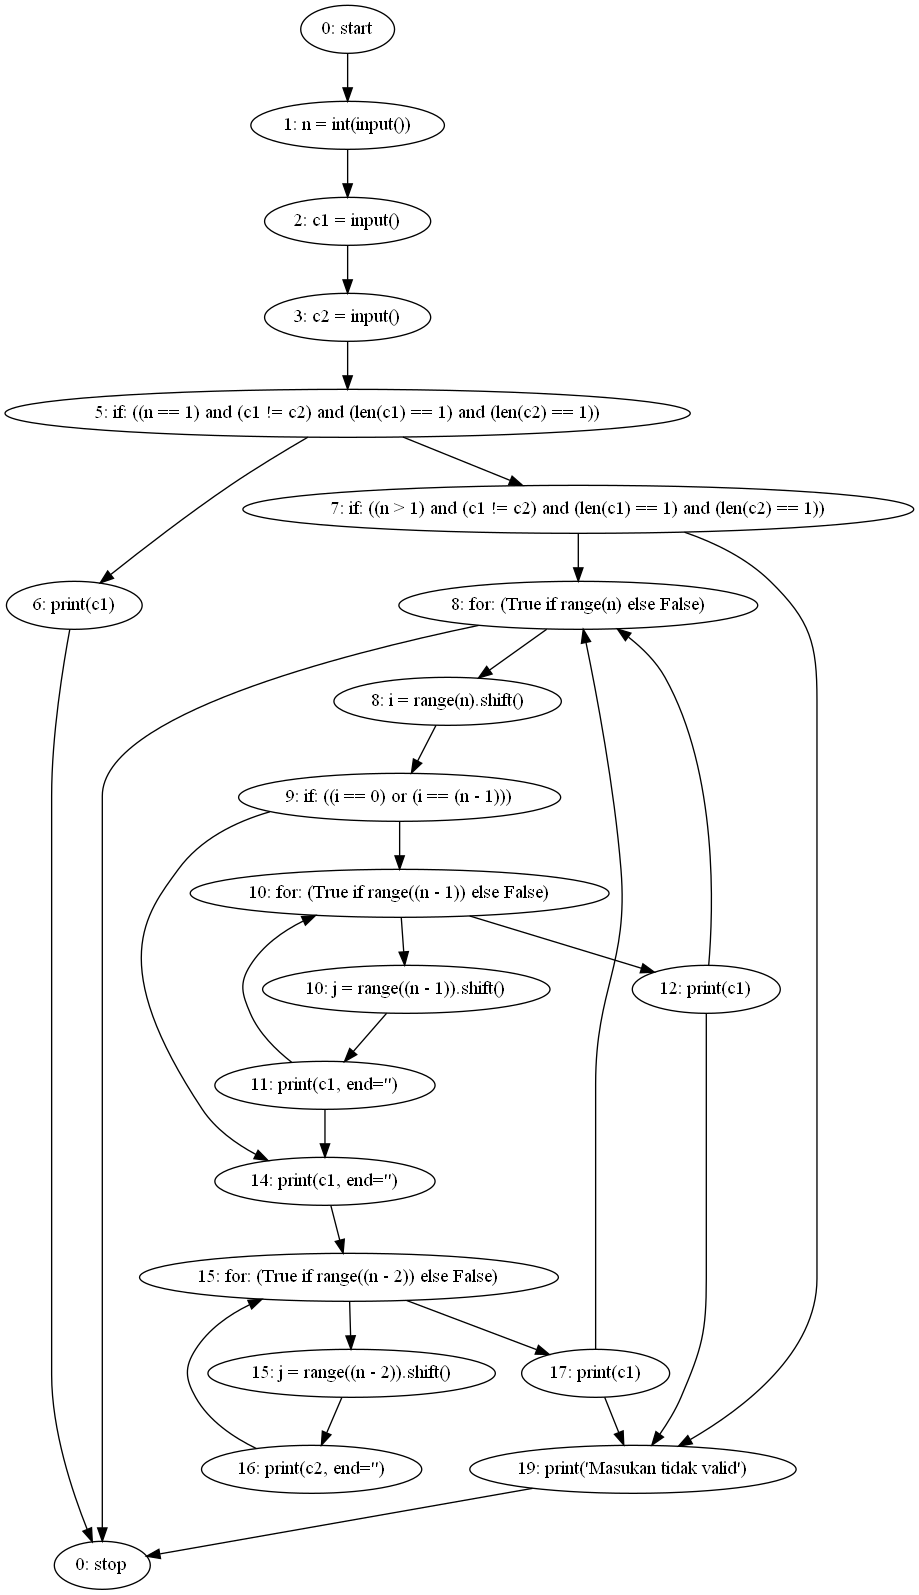 0: start
1: n = int(input())
2: c1 = input()
3: c2 = input()
5: if: ((n == 1) and (c1 != c2) and (len(c1) == 1) and (len(c2) == 1))
7: if: ((n > 1) and (c1 != c2) and (len(c1) == 1) and (len(c2) == 1))
6: print(c1)
8: for: (True if range(n) else False)
8: i = range(n).shift()
9: if: ((i == 0) or (i == (n - 1)))
10: for: (True if range((n - 1)) else False)
10: j = range((n - 1)).shift()
12: print(c1)
11: print(c1, end='')
14: print(c1, end='')
15: for: (True if range((n - 2)) else False)
15: j = range((n - 2)).shift()
17: print(c1)
16: print(c2, end='')
19: print('Masukan tidak valid')
0: stop